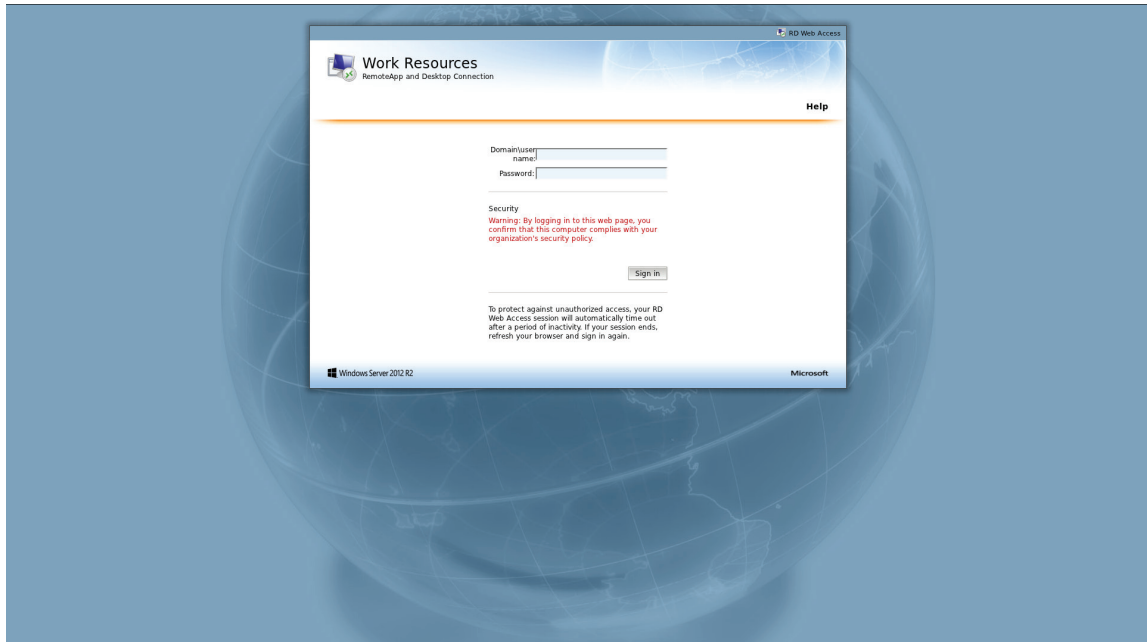 RD Web Access
Work Resources
RemoteApp and Desktop Connection
Help
Domain\user
name:
Password:
Security
Warning: By logging in to this web page, you
confirm that this computer complies with your
organization's security policy.
Sign in
To protect against unauthorized access, your RD
Web Access session will automatically time out
after a period of inactivity. If your session ends,
refresh your browser and sign in again.
Windows Server 2012 R2
Microsoft